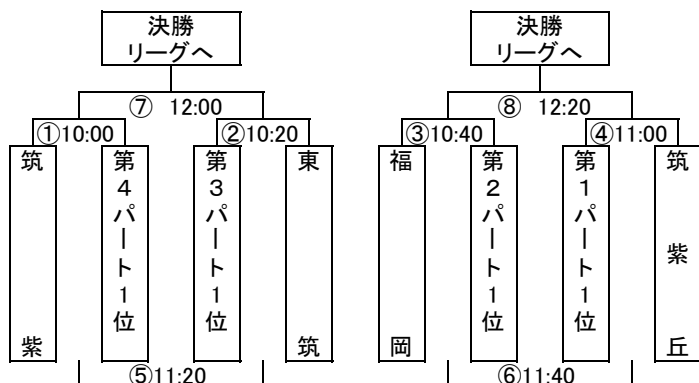 決勝
リーグへ
決勝
リーグへ
⑦ 12:00
⑧ 12:20
①10:00
②10:20
③10:40
④11:00
筑紫
第4パート1位
第3パート1位
東筑
福岡
第2パート1位
第1パート1位
筑紫丘
⑤11:20
⑥11:40